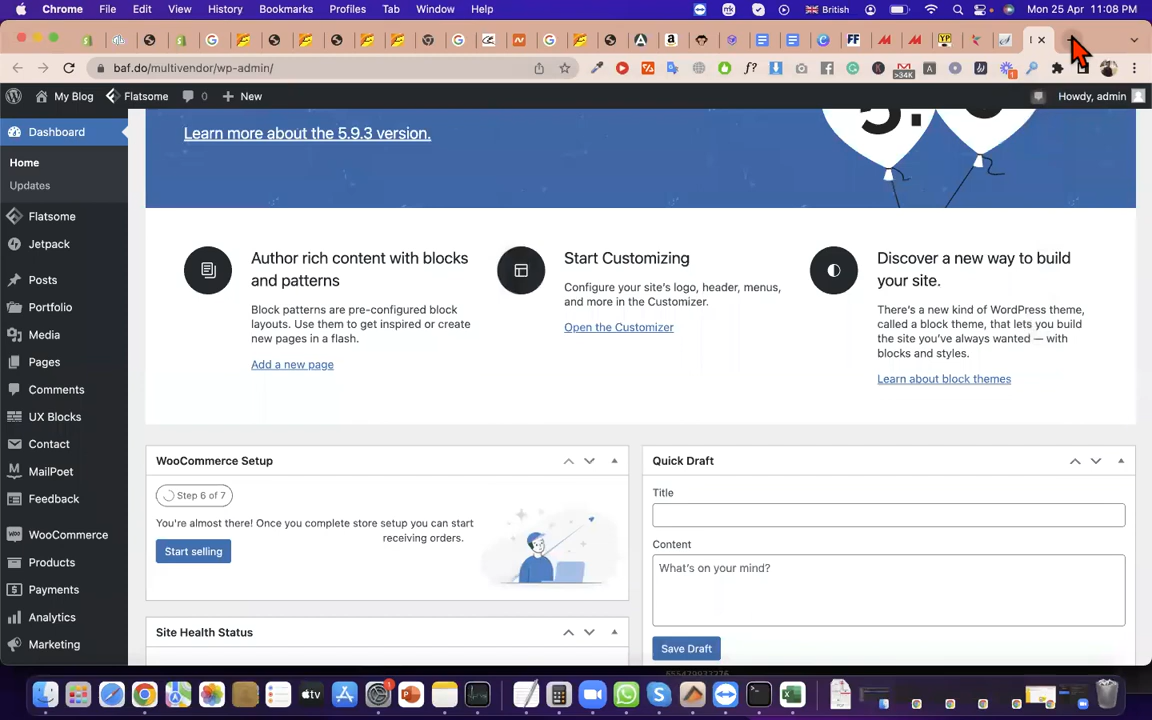 Chrome File Edit View History Bookmarks Profiles Tab Window Help British Mon 25 Apr 11:08 PM
baf.do/multivendor/wp-admin/
My Blog Flatsome 0 New Howdy, admin
Dashboard
Home
Updates
Flatsome
Jetpack
Posts
Portfolio
Media
Pages
Comments
UX Blocks
Contact
MailPoet
Feedback
WooCommerce
Products
Payments
Analytics
Marketing
Learn more about the 5.9.3 version.
Author rich content with blocks
and patterns
Block patterns are pre-configured block
layouts. Use them to get inspired or create
new pages in a flash.
Add a new page
Start Customizing
Configure your site's logo, header, menus,
and more in the Customizer.
Open the Customizer
Discover a new way to build
your site.
There's a new kind of WordPress theme,
called a block theme, that lets you build
the site you've always wanted — with
blocks and styles.
Learn about block themes
WooCommerce Setup
Step 6 of 7
You're almost there! Once you complete store setup you can start
receiving orders.
Start selling
Site Health Status
Quick Draft
Title
Content
What's on your mind?
Save Draft